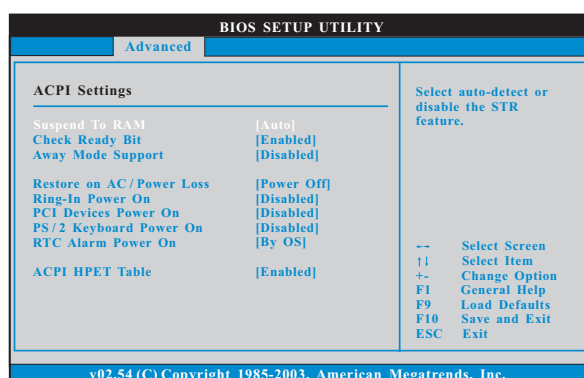 BIOS SETUP UTILITY
Advanced
ACPI Settings
Suspend To RAM [Auto]
Check Ready Bit [Enabled]
Away Mode Support [Disabled]
Restore on AC / Power Loss [Power Off]
Ring-In Power On [Disabled]
PCI Devices Power On [Disabled]
PS / 2 Keyboard Power On [Disabled]
RTC Alarm Power On [By OS]
ACPI HPET Table [Enabled]
Select auto-detect or
disable the STR
feature.
←→ Select Screen
↑↓ Select Item
+- Change Option
F1 General Help
F9 Load Defaults
F10 Save and Exit
ESC Exit
v02.54 (C) Copyright 1985-2003, American Megatrends, Inc.